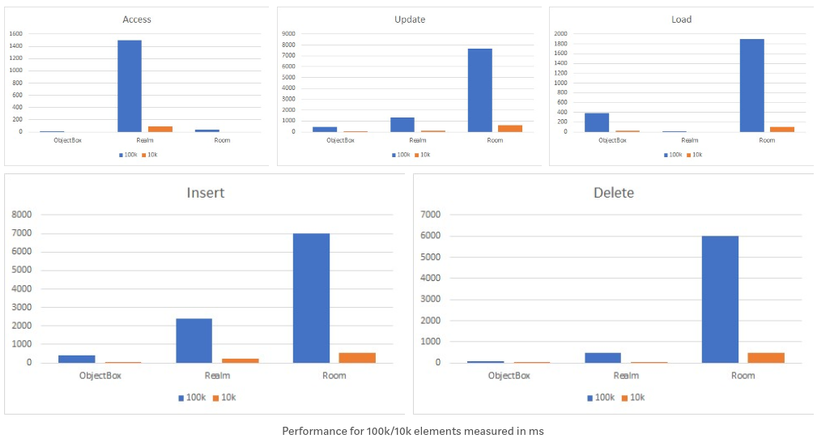 Access
1600
1400
1200
1000
800
600
400
200
0
ObjectBox Realm Room
100k 10k
Update
9000
8000
7000
6000
5000
4000
3000
2000
1000
0
ObjectBox Realm Room
100k 10k
Load
2000
1800
1600
1400
1200
1000
800
600
400
200
0
ObjectBox Realm Room
100k 10k
Insert
8000
7000
6000
5000
4000
3000
2000
1000
0
ObjectBox Realm Room
100k 10k
Delete
7000
6000
5000
4000
3000
2000
1000
0
ObjectBox Realm Room
100k 10k
Performance for 100k/10k elements measured in ms